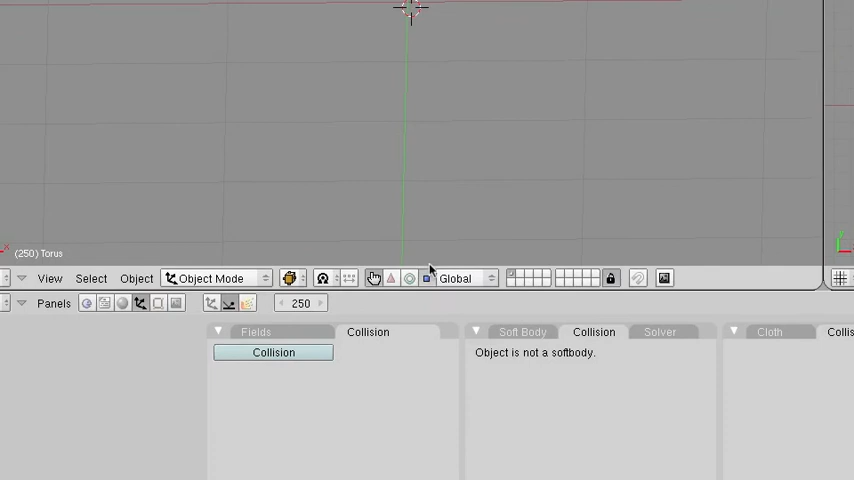 (250) Torus
View Select Object Object Mode Global
Panels 250
Fields Collision Soft Body Collision Solver Cloth Collis
Collision Object is not a softbody.